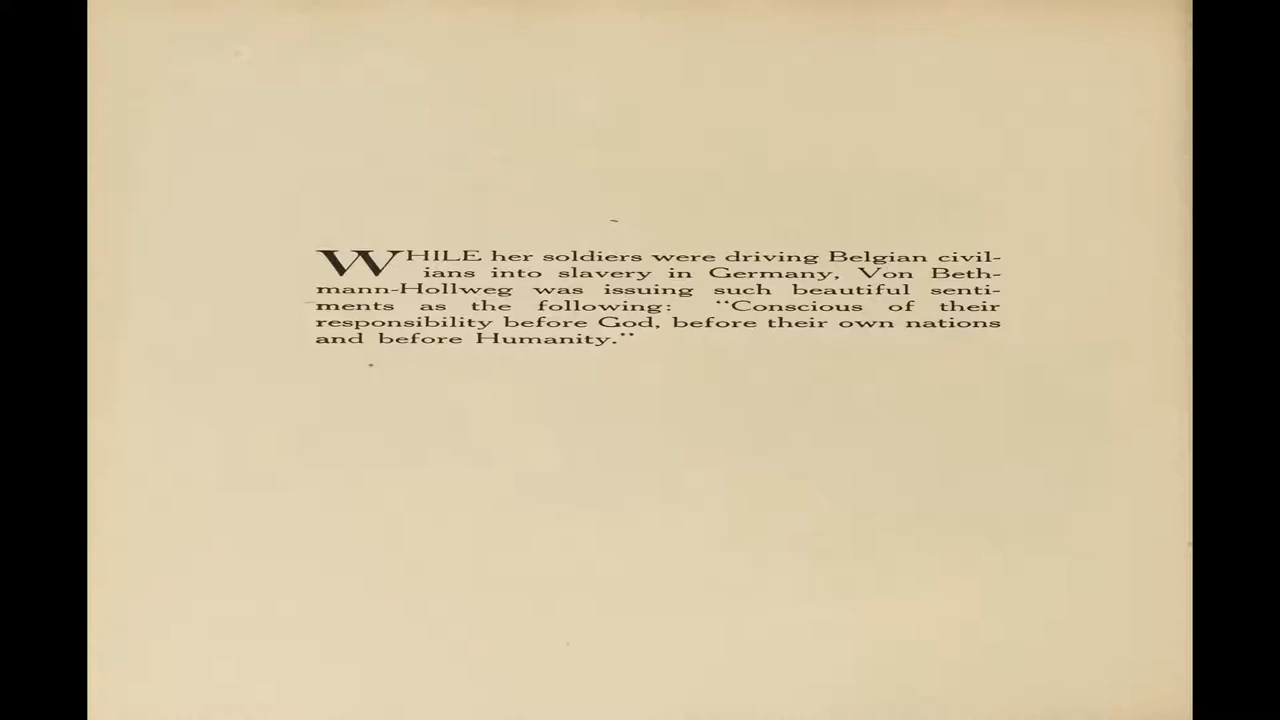 WHILE her soldiers were driving Belgian civil-
ians into slavery in Germany, Von Beth-
mann-Hollweg was issuing such beautiful senti-
ments as the following: "Conscious of their
responsibility before God, before their own nations
and before Humanity."